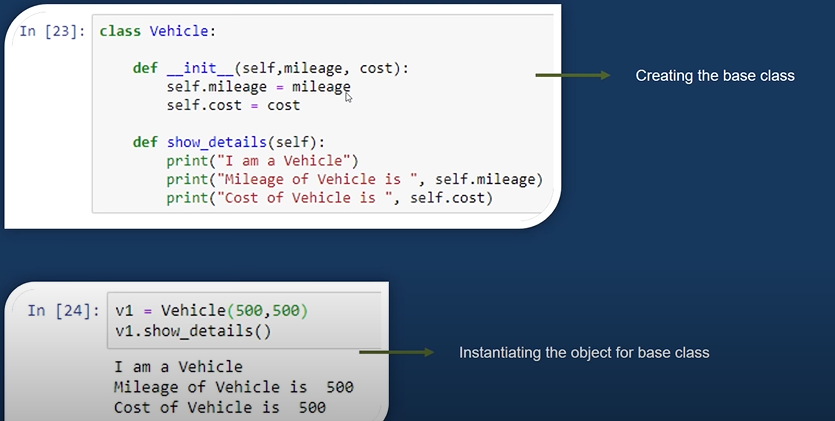 In [23]: class Vehicle:
def __init__(self,mileage, cost):
self.mileage = mileage
self.cost = cost
def show_details(self):
print("I am a Vehicle")
print("Mileage of Vehicle is ", self.mileage)
print("Cost of Vehicle is ", self.cost)
Creating the base class
In [24]: v1 = Vehicle(500,500)
v1.show_details()
I am a Vehicle
Mileage of Vehicle is  500
Cost of Vehicle is  500
Instantiating the object for base class